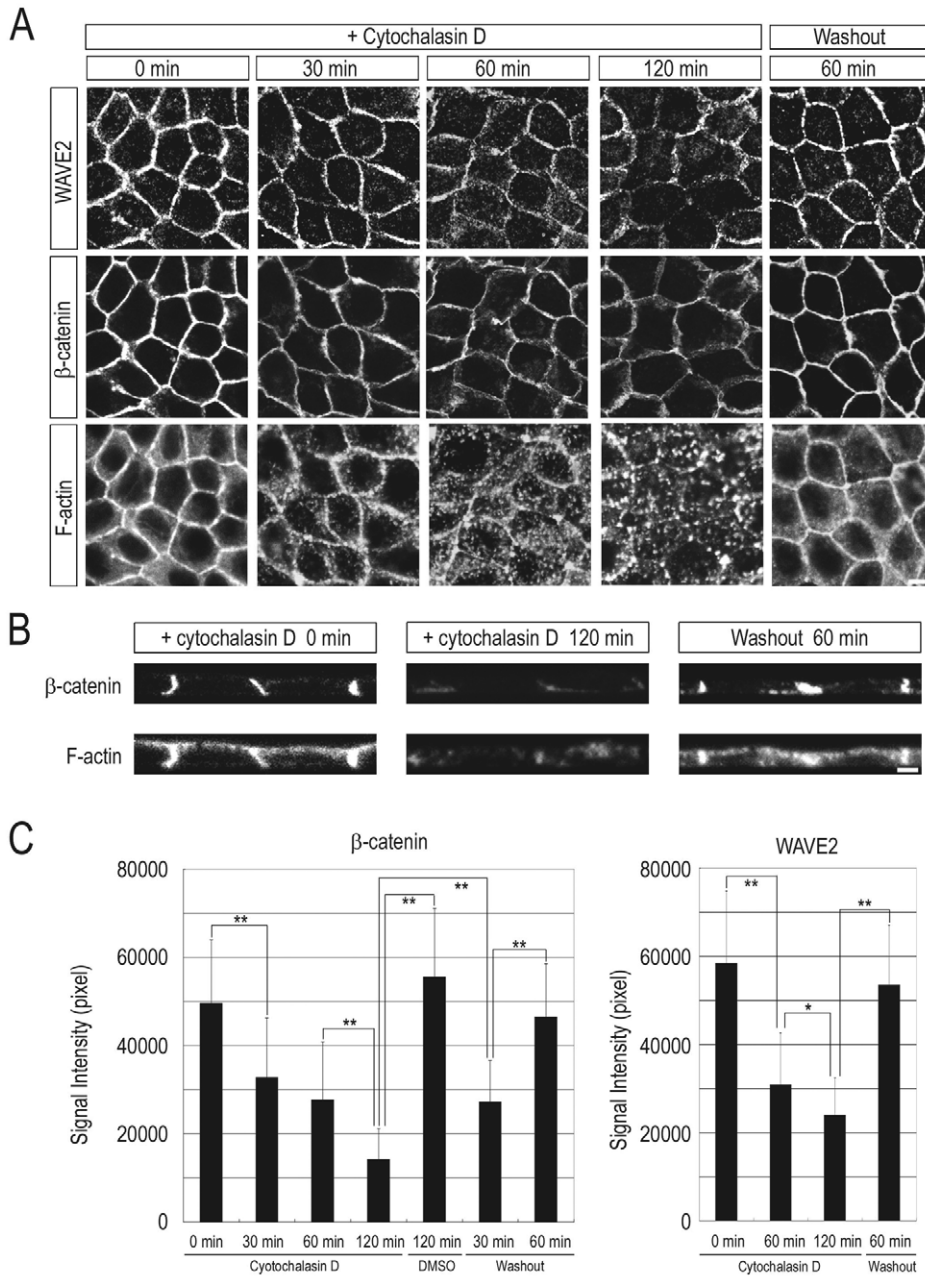 A
+ Cytochalasin D
Washout
0 min
30 min
60 min
120 min
60 min
WAVE2
β-catenin
F-actin
B
+ cytochalasin D 0 min
+ cytochalasin D 120 min
Washout 60 min
β-catenin
F-actin
C
β-catenin
Signal Intensity (pixel)
80000
60000
40000
20000
0
**
**
**
**
**
0 min
30 min
60 min
120 min
120 min
30 min
60 min
Cyotochalasin D
DMSO
Washout
WAVE2
Signal Intensity (pixel)
80000
60000
40000
20000
0
**
*
**
0 min
60 min
120 min
60 min
Cytochalasin D
Washout